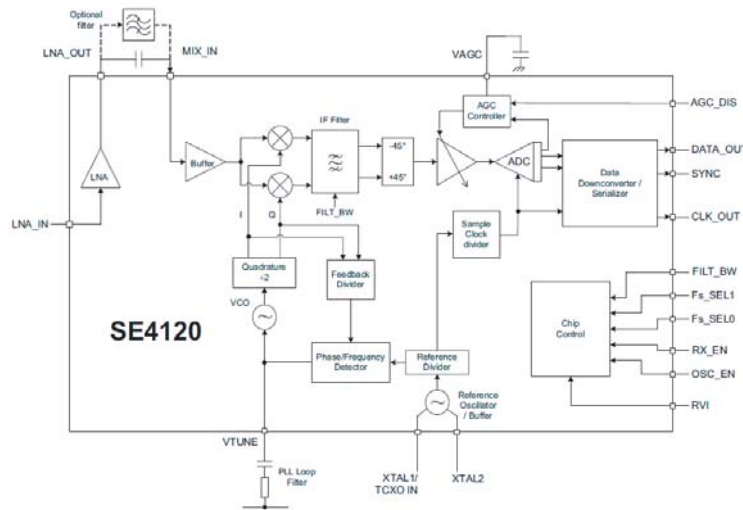 Optional
filter
LNA_OUT
MIX_IN
VAGC
AGC
Controller
AGC_DIS
IF Filter
-45°
+45°
Buffer
LNA
ADC
DATA_OUT
SYNC
Data
Downconverter /
Serializer
CLK_OUT
LNA_IN
I
Q
FILT_BW
Sample
Clock
divider
Quadrature
÷2
Feedback
Divider
VCO
FILT_BW
Fs_SEL1
Fs_SEL0
Chip
Control
RX_EN
OSC_EN
RVI
SE4120
Phase/Frequency
Detector
Reference
Divider
Reference
Oscillator
/ Buffer
VTUNE
XTAL1/
TCXO IN
XTAL2
PLL Loop
Filter